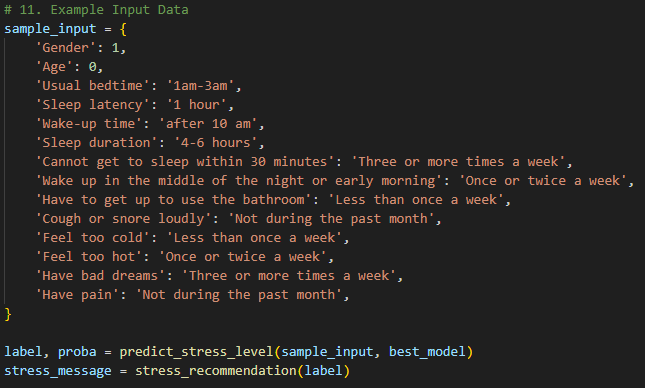 # 11. Example Input Data
sample_input = {
    'Gender': 1,
    'Age': 0,
    'Usual bedtime': '1am-3am',
    'Sleep latency': '1 hour',
    'Wake-up time': 'after 10 am',
    'Sleep duration': '4-6 hours',
    'Cannot get to sleep within 30 minutes': 'Three or more times a week',
    'Wake up in the middle of the night or early morning': 'Once or twice a week',
    'Have to get up to use the bathroom': 'Less than once a week',
    'Cough or snore loudly': 'Not during the past month',
    'Feel too cold': 'Less than once a week',
    'Feel too hot': 'Once or twice a week',
    'Have bad dreams': 'Three or more times a week',
    'Have pain': 'Not during the past month',
}
label, proba = predict_stress_level(sample_input, best_model)
stress_message = stress_recommendation(label)